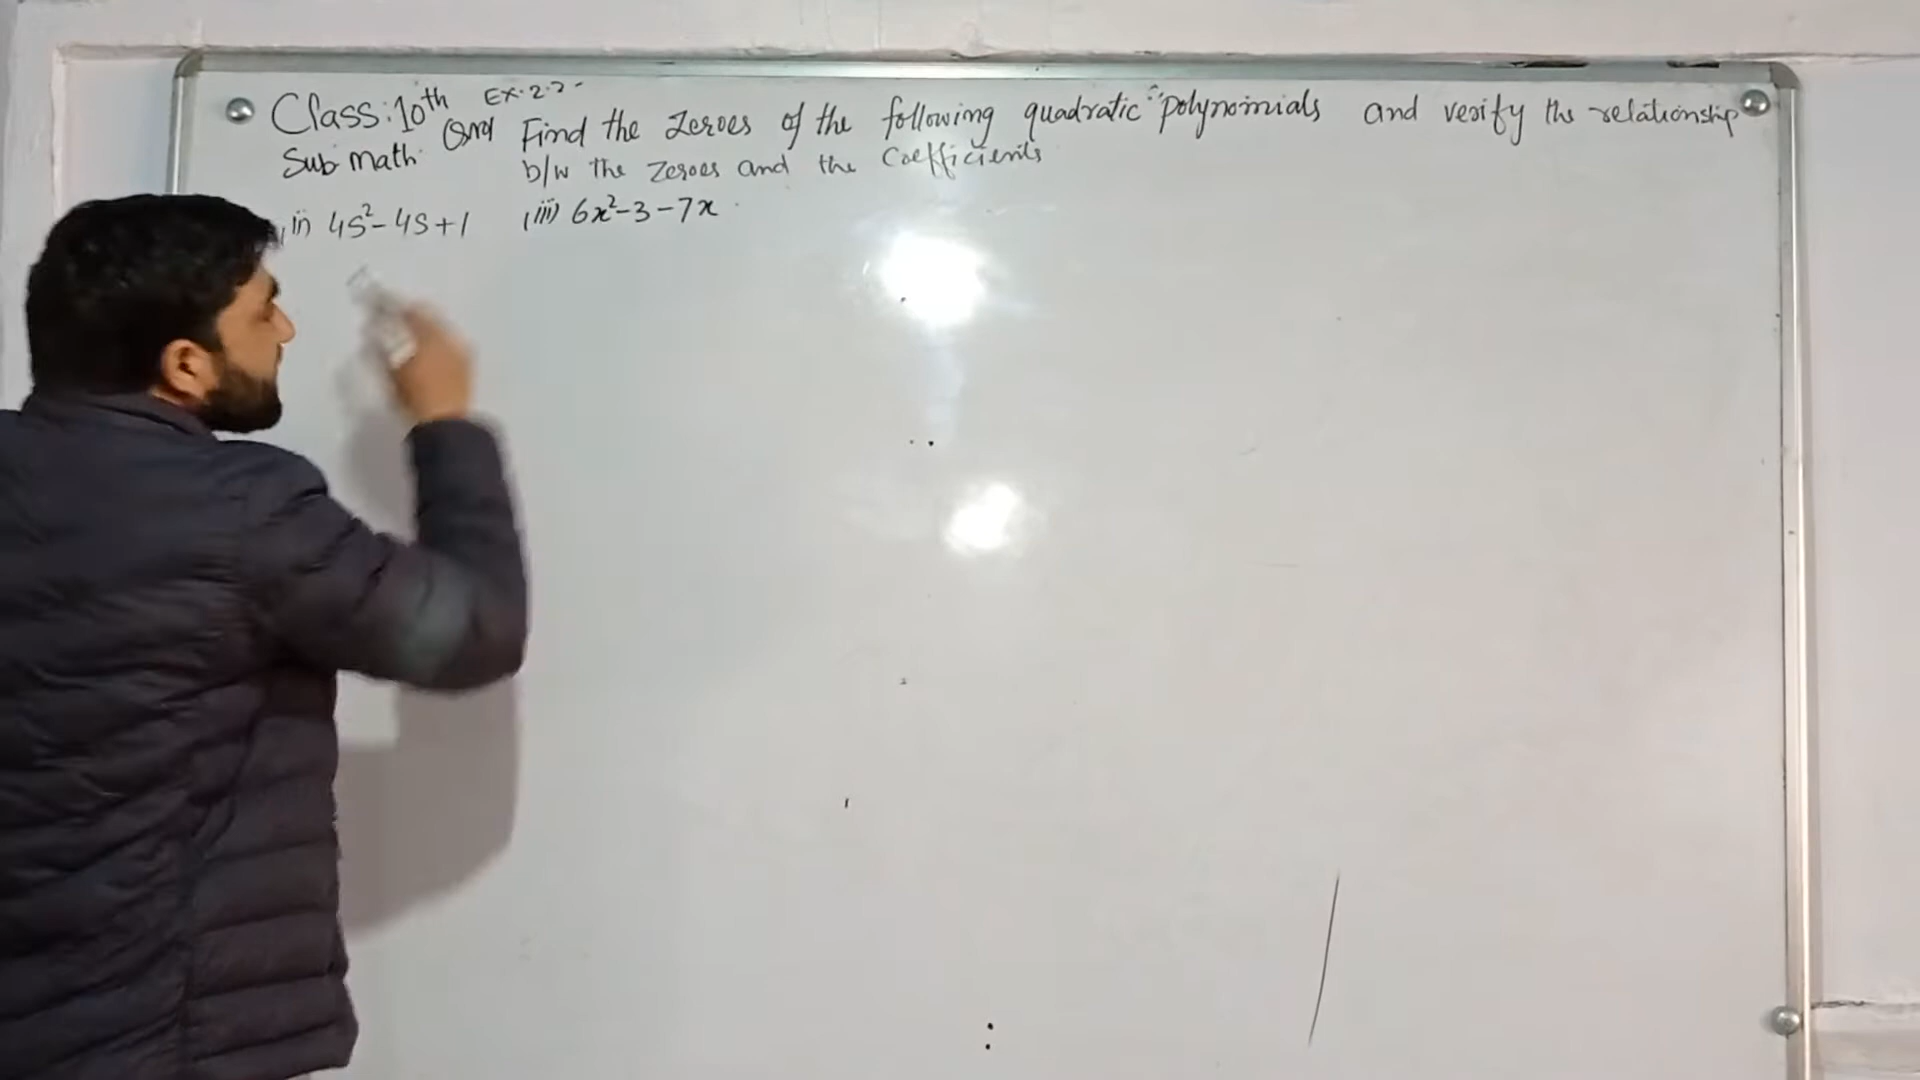 Class: 10th Ex. 2.2
Sub math. Qno1 Find the Zeroes of the following quadratic polynomials and verify the relationship
b/w the Zeroes and the Coefficients
(ii) 4s²-4s+1 (iii) 6x²-3-7x